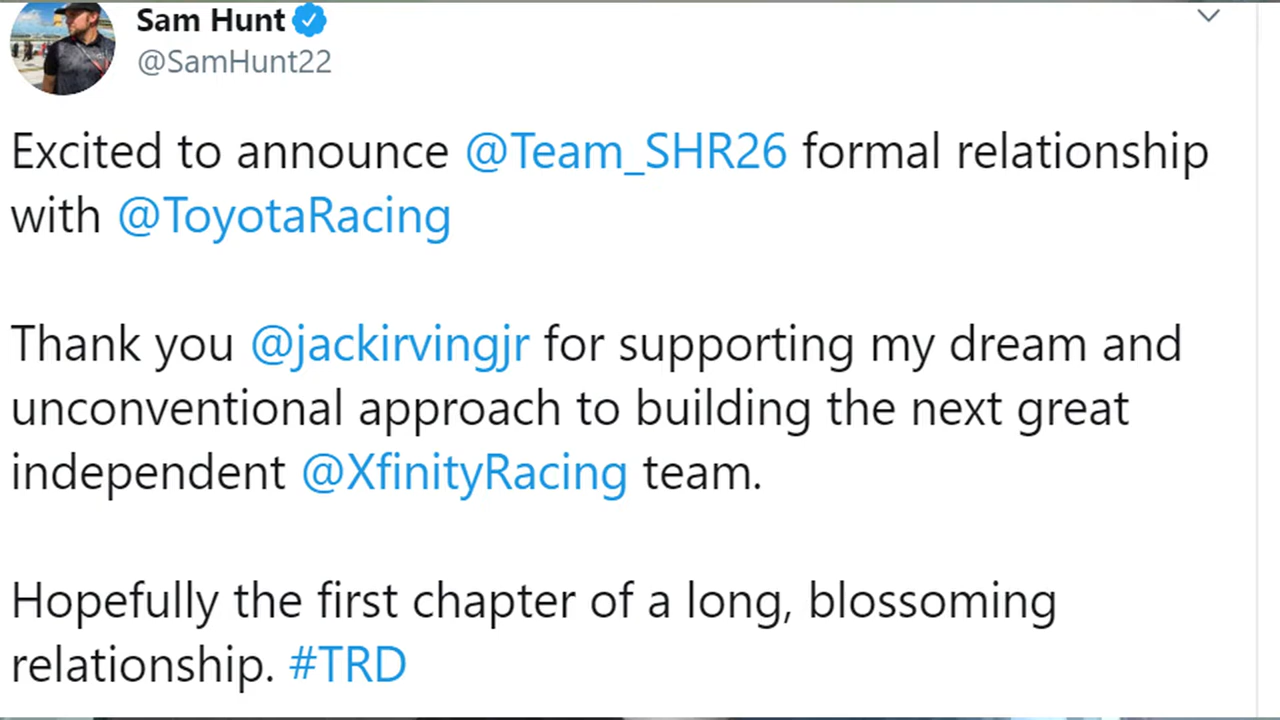 Sam Hunt
@SamHunt22
Excited to announce @Team_SHR26 formal relationship
with @ToyotaRacing
Thank you @jackirvingjr for supporting my dream and
unconventional approach to building the next great
independent @XfinityRacing team.
Hopefully the first chapter of a long, blossoming
relationship. #TRD